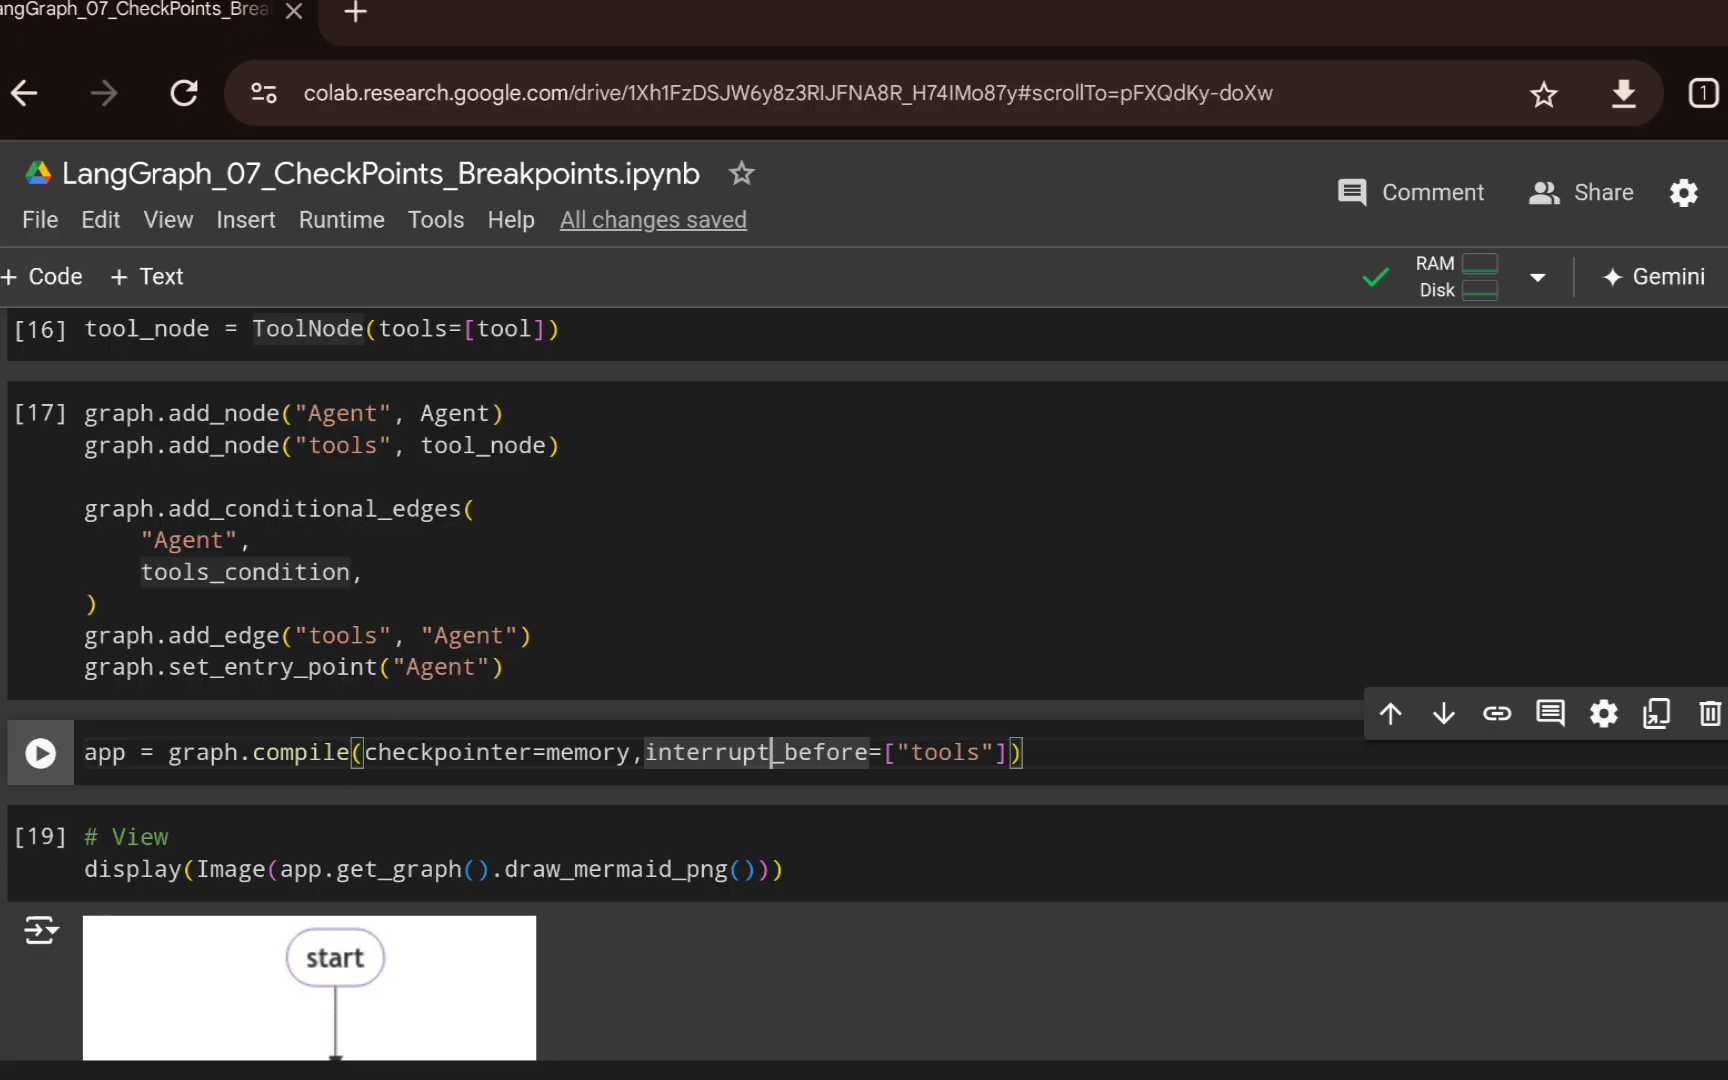 angGraph_07_CheckPoints_Brea
colab.research.google.com/drive/1Xh1FzDSJW6y8z3RIJFNA8R_H74IMo87y#scrollTo=pFXQdKy-doXw
1
LangGraph_07_CheckPoints_Breakpoints.ipynb
Comment Share
File Edit View Insert Runtime Tools Help All changes saved
+ Code + Text
RAM
Disk
Gemini
[16] tool_node = ToolNode(tools=[tool])
[17] graph.add_node("Agent", Agent)
graph.add_node("tools", tool_node)
graph.add_conditional_edges(
"Agent",
tools_condition,
)
graph.add_edge("tools", "Agent")
graph.set_entry_point("Agent")
app = graph.compile(checkpointer=memory,interrupt_before=["tools"])
[19] # View
display(Image(app.get_graph().draw_mermaid_png()))
start